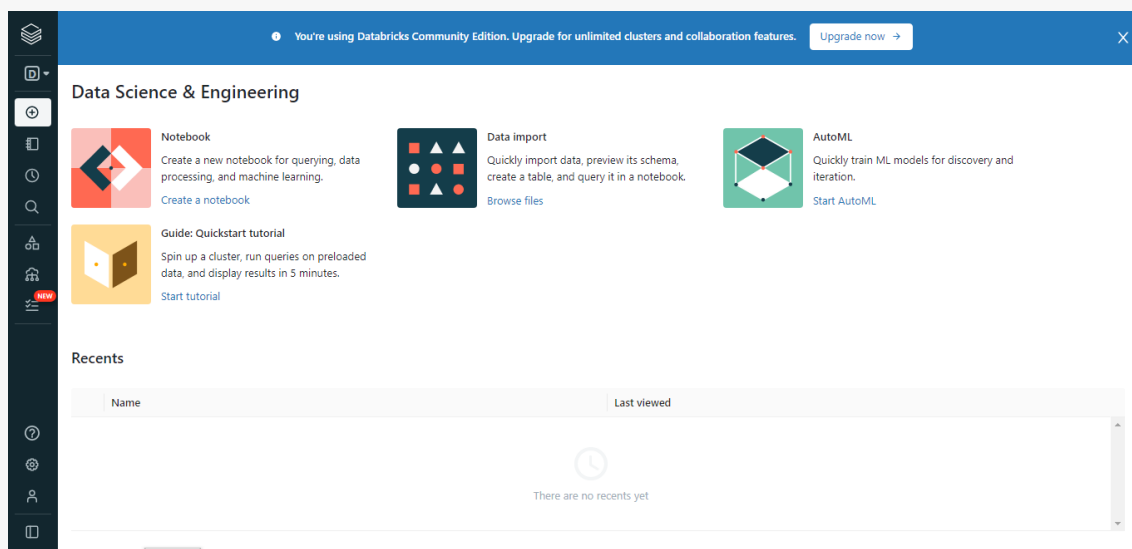 You're using Databricks Community Edition. Upgrade for unlimited clusters and collaboration features.
Upgrade now →
D
Data Science & Engineering
Notebook
Create a new notebook for querying, data
processing, and machine learning.
Create a notebook
Data import
Quickly import data, preview its schema,
create a table, and query it in a notebook.
Browse files
AutoML
Quickly train ML models for discovery and
iteration.
Start AutoML
Guide: Quickstart tutorial
Spin up a cluster, run queries on preloaded
data, and display results in 5 minutes.
Start tutorial
NEW
Recents
Name
Last viewed
There are no recents yet